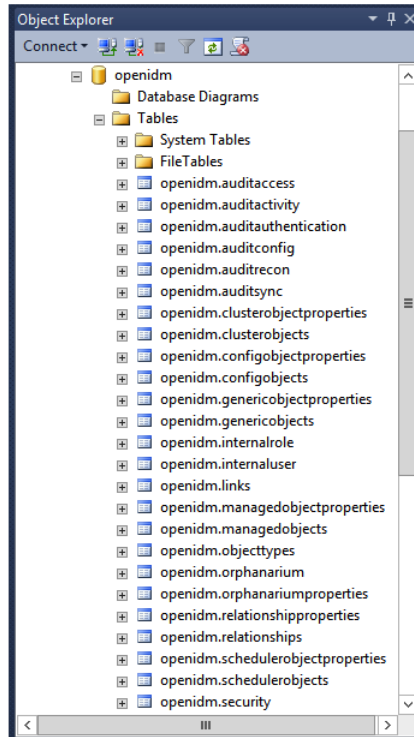 Object Explorer
Connect
openidm
Database Diagrams
Tables
System Tables
FileTables
openidm.auditaccess
openidm.auditactivity
openidm.auditauthentication
openidm.auditconfig
openidm.auditrecon
openidm.auditsync
openidm.clusterobjectproperties
openidm.clusterobjects
openidm.configobjectproperties
openidm.configobjects
openidm.genericobjectproperties
openidm.genericobjects
openidm.internalrole
openidm.internaluser
openidm.links
openidm.managedobjectproperties
openidm.managedobjects
openidm.objecttypes
openidm.orphanarium
openidm.orphanariumproperties
openidm.relationshipproperties
openidm.relationships
openidm.schedulerobjectproperties
openidm.schedulerobjects
openidm.security